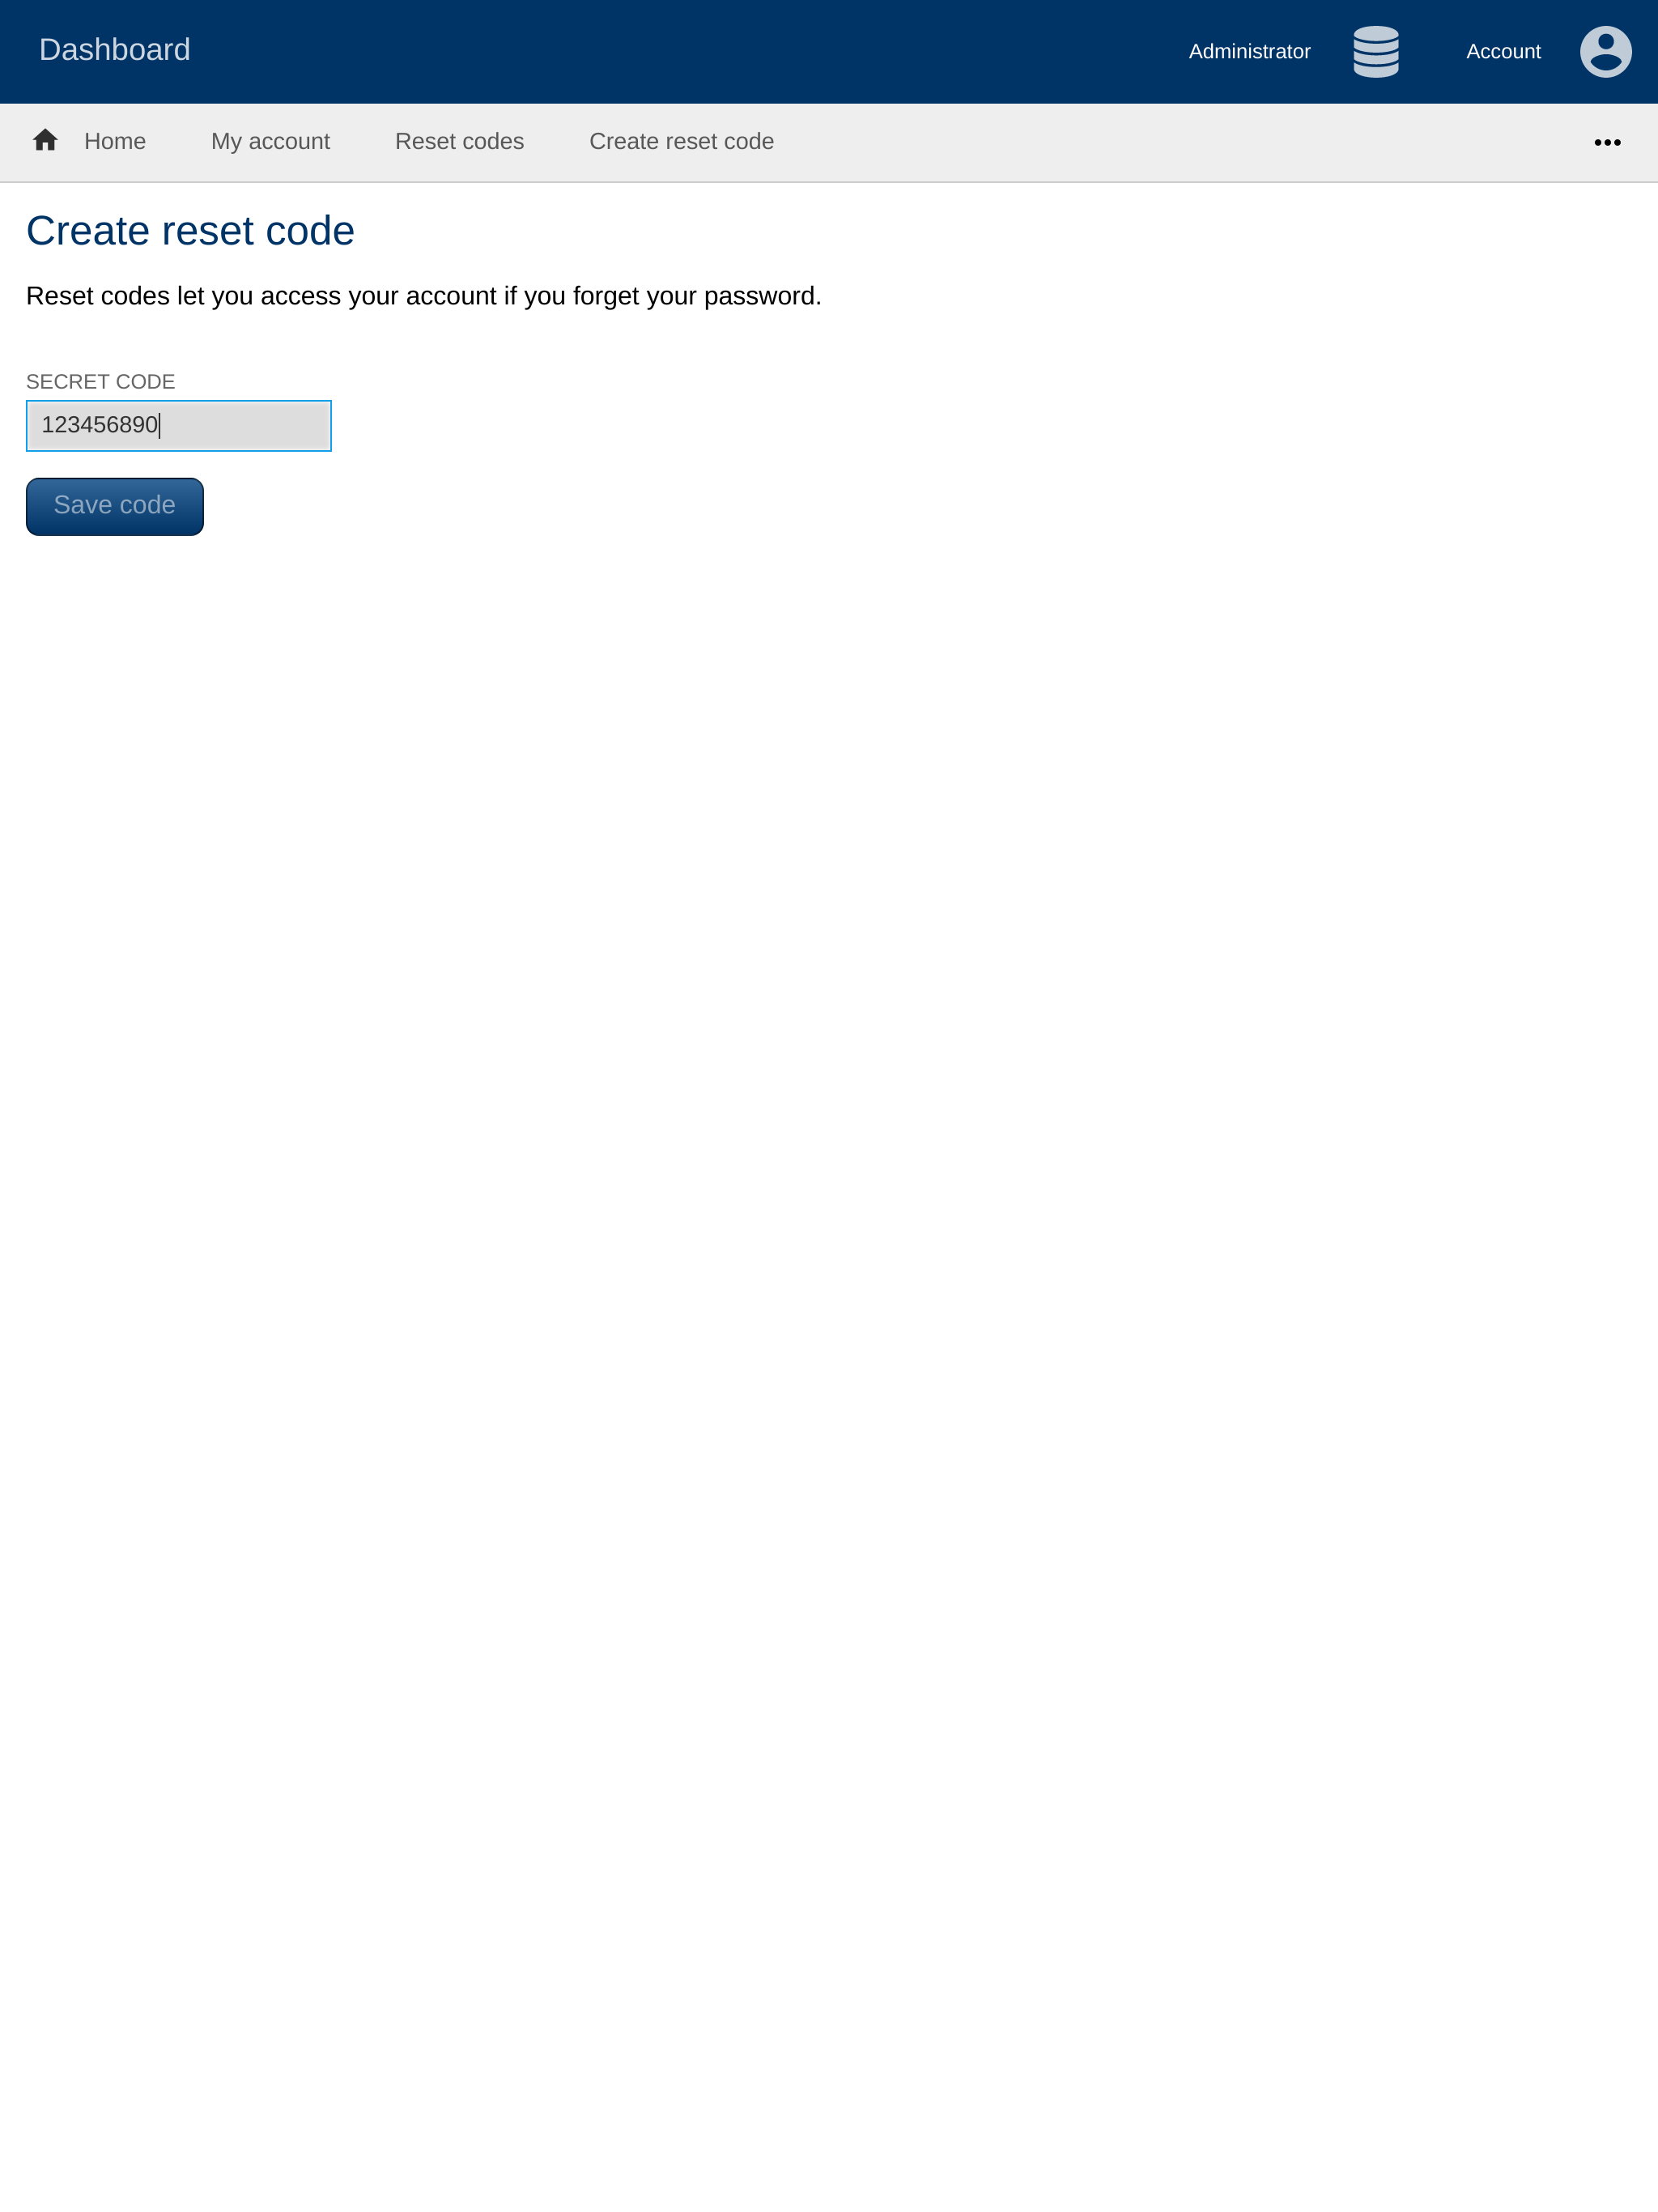 Dashboard
Administrator
Account
Home
My account
Reset codes
Create reset code
Create reset code
Reset codes let you access your account if you forget your password.
SECRET CODE
123456890
Save code